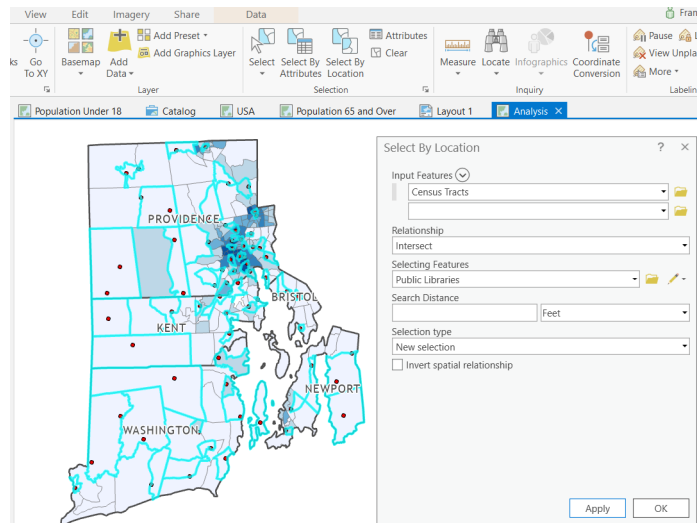 View Edit Imagery Share Data Fran
ks Go To XY
Basemap
Add Data
Add Preset
Add Graphics Layer
Layer
Select
Select By Attributes
Select By Location
Attributes
Clear
Selection
Measure
Locate
Infographics
Coordinate Conversion
Inquiry
Pause
View Unpla
More
Labelin
Population Under 18 Catalog USA Population 65 and Over Layout 1 Analysis
PROVIDENCE
BRISTOL
KENT
NEWPORT
WASHINGTON
Select By Location ? ×
Input Features
Census Tracts
Relationship
Intersect
Selecting Features
Public Libraries
Search Distance
Feet
Selection type
New selection
Invert spatial relationship
Apply OK